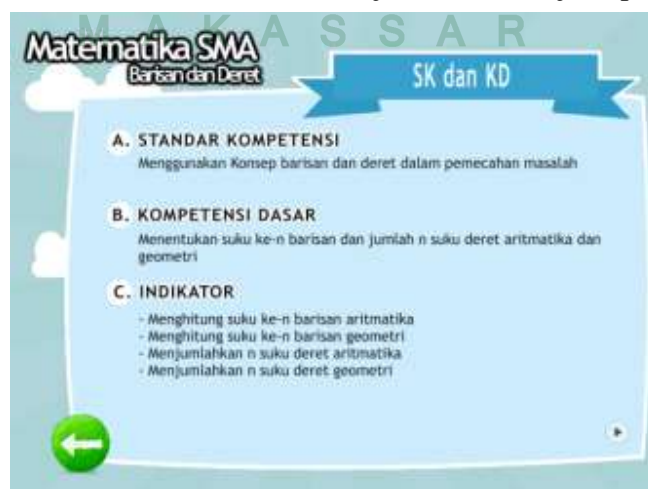 MAKASSAR
Matematika SMA
Barisan dan Deret
SK dan KD
A. STANDAR KOMPETENSI
Menggunakan Konsep barisan dan deret dalam pemecahan masalah
B. KOMPETENSI DASAR
Menentukan suku ke-n barisan dan jumlah n suku deret aritmatika dan
geometri
C. INDIKATOR
- Menghitung suku ke-n barisan aritmatika
- Menghitung suku ke-n barisan geometri
- Menjumlahkan n suku deret aritmatika
- Menjumlahkan n suku deret geometri